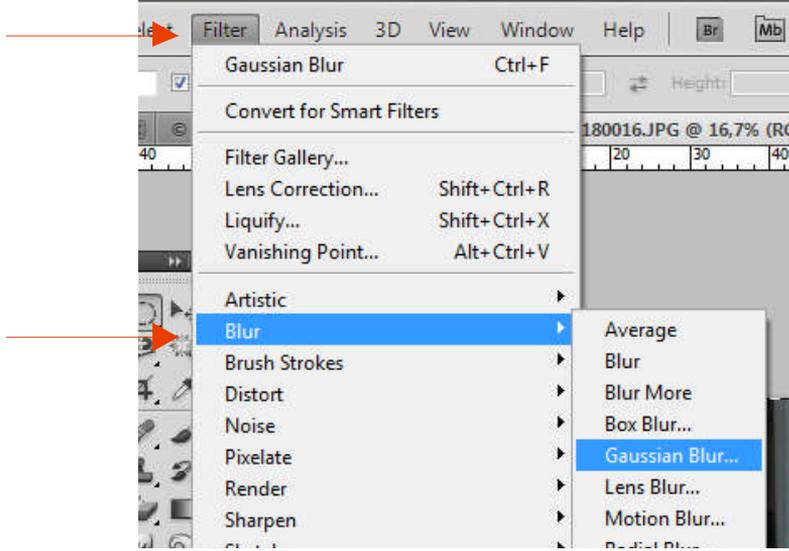 Filter Analysis 3D View Window Help Br Mb
Gaussian Blur Ctrl+F
Height:
Convert for Smart Filters
180016.JPG @ 16,7%
40 20 30 40
Filter Gallery...
Lens Correction... Shift+Ctrl+R
Liquify... Shift+Ctrl+X
Vanishing Point... Alt+Ctrl+V
Artistic
Blur
Brush Strokes
Distort
Noise
Pixelate
Render
Sharpen
Average
Blur
Blur More
Box Blur...
Gaussian Blur...
Lens Blur...
Motion Blur...